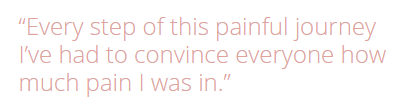 “Every step of this painful journey
I’ve had to convince everyone how
much pain I was in.”